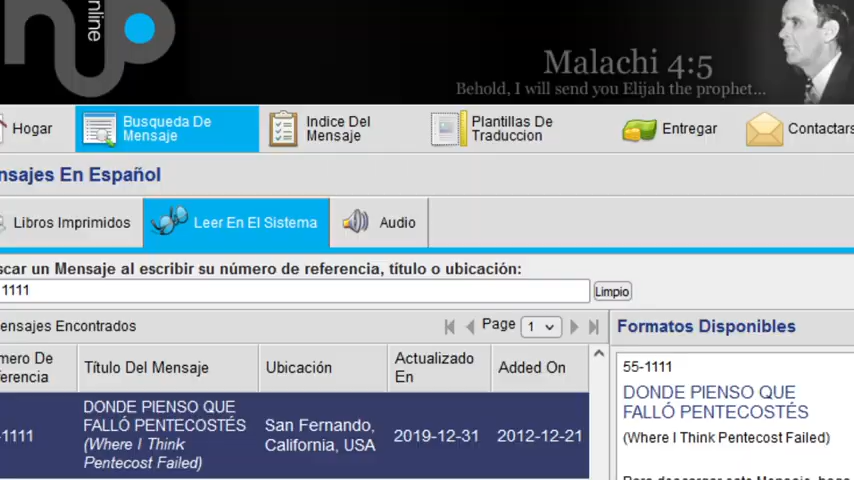 nline
Malachi 4:5
Behold, I will send you Elijah the prophet...
Hogar
Busqueda De
Mensaje
Indice Del
Mensaje
Plantillas De
Traduccion
Entregar
Contactars
nsajes En Español
Libros Imprimidos
Leer En El Sistema
Audio
scar un Mensaje al escribir su número de referencia, título o ubicación:
1111
Limpio
ensajes Encontrados
Page 1
Formatos Disponibles
mero De
ferencia
Título Del Mensaje
Ubicación
Actualizado
En
Added On
-1111
DONDE PIENSO QUE
FALLÓ PENTECOSTÉS
(Where I Think
Pentecost Failed)
San Fernando,
California, USA
2019-12-31
2012-12-21
55-1111
DONDE PIENSO QUE
FALLÓ PENTECOSTÉS
(Where I Think Pentecost Failed)